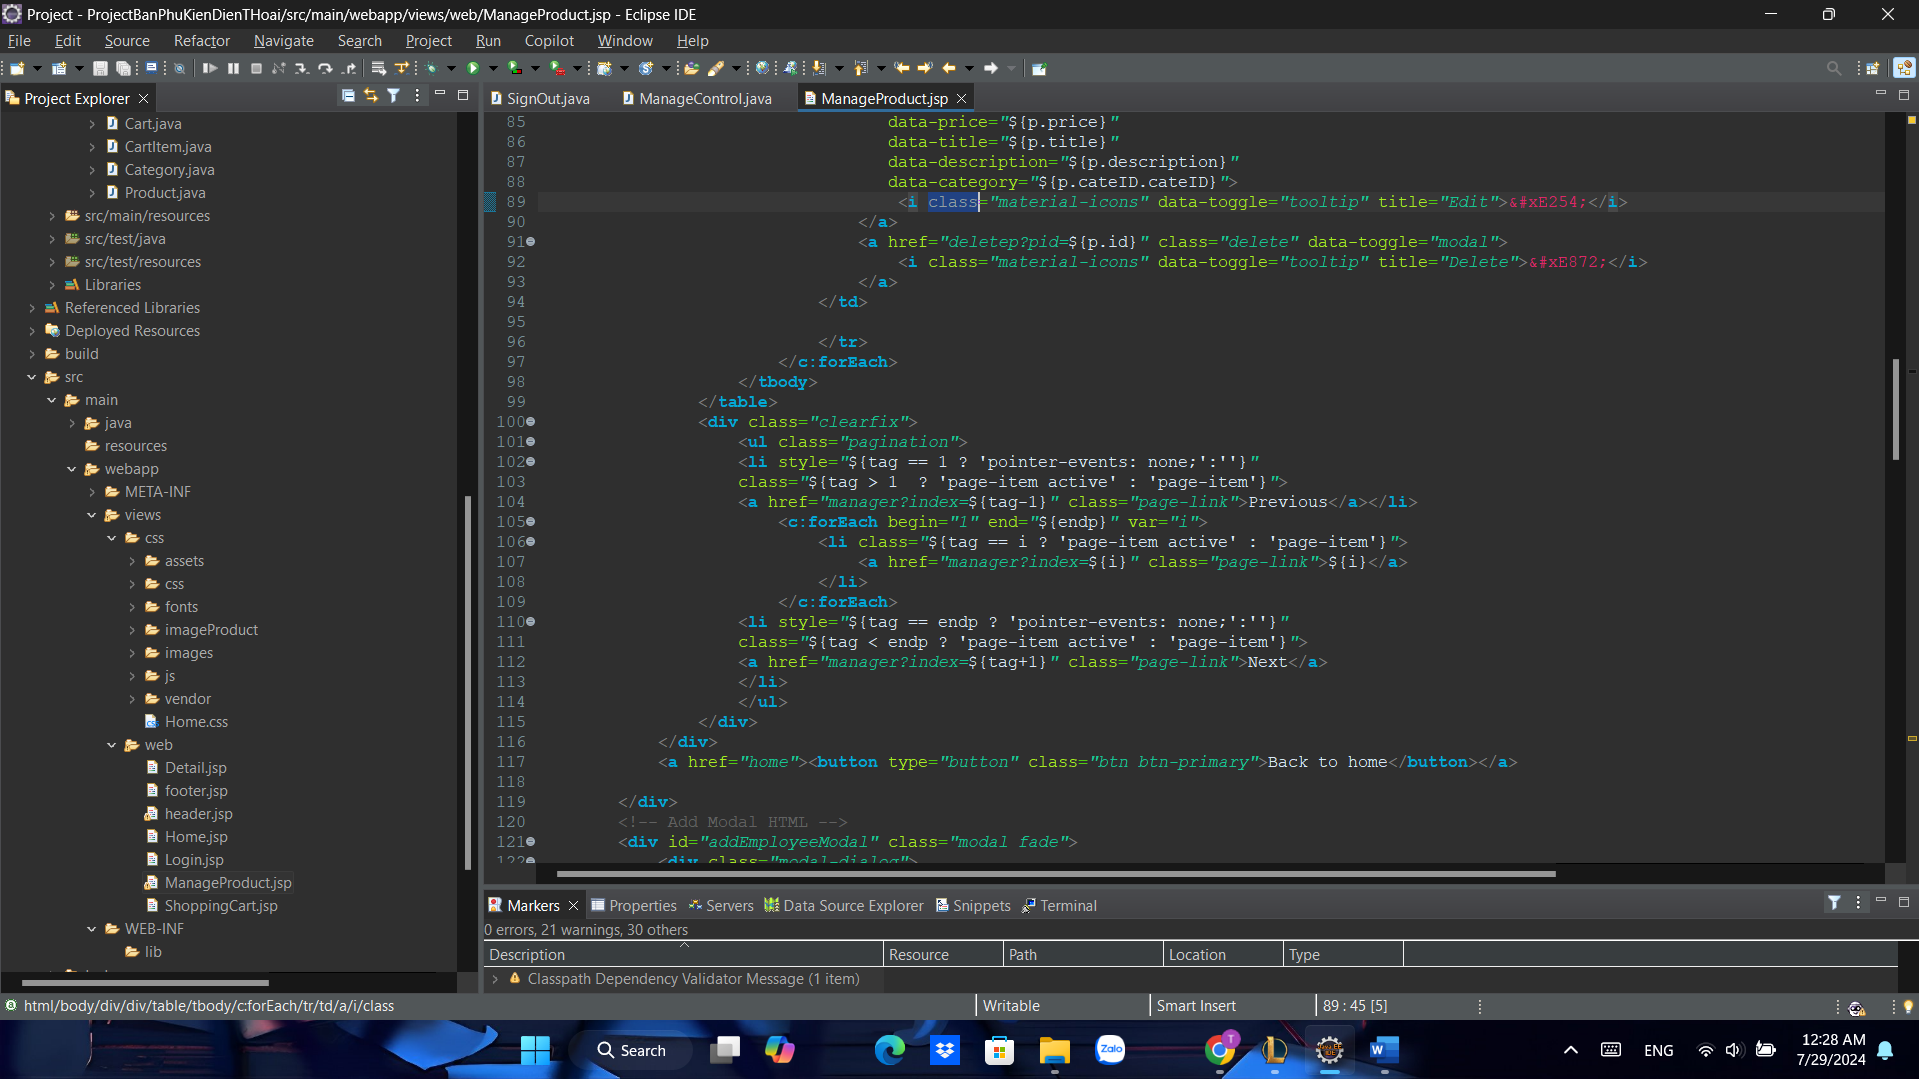 Project - ProjectBanPhuKienDienTHoai/src/main/webapp/views/web/ManageProduct.jsp - Eclipse IDE
File Edit Source Refactor Navigate Search Project Run Copilot Window Help
Project Explorer
SignOut.java ManageControl.java ManageProduct.jsp
Cart.java
CartItem.java
Category.java
Product.java
src/main/resources
src/test/java
src/test/resources
Libraries
Referenced Libraries
Deployed Resources
build
src
main
java
resources
webapp
META-INF
views
css
assets
css
fonts
imageProduct
images
js
vendor
Home.css
web
Detail.jsp
footer.jsp
header.jsp
Home.jsp
Login.jsp
ManageProduct.jsp
ShoppingCart.jsp
WEB-INF
lib
85 data-price="${p.price}"
86 data-title="${p.title}"
87 data-description="${p.description}"
88 data-category="${p.cateID.cateID}">
89 <i class="material-icons" data-toggle="tooltip" title="Edit">&#xE254;</i>
90 </a>
91 <a href="deletep?pid=${p.id}" class="delete" data-toggle="modal">
92 <i class="material-icons" data-toggle="tooltip" title="Delete">&#xE872;</i>
93 </a>
94 </td>
95
96 </tr>
97 </c:forEach>
98 </tbody>
99 </table>
100 <div class="clearfix">
101 <ul class="pagination">
102 <li style="${tag == 1 ? 'pointer-events: none;':''}"
103 class="${tag > 1  ? 'page-item active' : 'page-item'}">
104 <a href="manager?index=${tag-1}" class="page-link">Previous</a></li>
105 <c:forEach begin="1" end="${endp}" var="i">
106 <li class="${tag == i ? 'page-item active' : 'page-item'}">
107 <a href="manager?index=${i}" class="page-link">${i}</a>
108 </li>
109 </c:forEach>
110 <li style="${tag == endp ? 'pointer-events: none;':''}"
111 class="${tag < endp ? 'page-item active' : 'page-item'}">
112 <a href="manager?index=${tag+1}" class="page-link">Next</a>
113 </li>
114 </ul>
115 </div>
116 </div>
117 <a href="home"><button type="button" class="btn btn-primary">Back to home</button></a>
118
119 </div>
120 <!-- Add Modal HTML -->
121 <div id="addEmployeeModal" class="modal fade">
122 <div class="modal-dialog">
Markers Properties Servers Data Source Explorer Snippets Terminal
0 errors, 21 warnings, 30 others
Description Resource Path Location Type
Classpath Dependency Validator Message (1 item)
html/body/div/div/table/tbody/c:forEach/tr/td/a/i/class Writable Smart Insert 89 : 45 [5]
Search Zalo T ENG 12:28 AM
7/29/2024